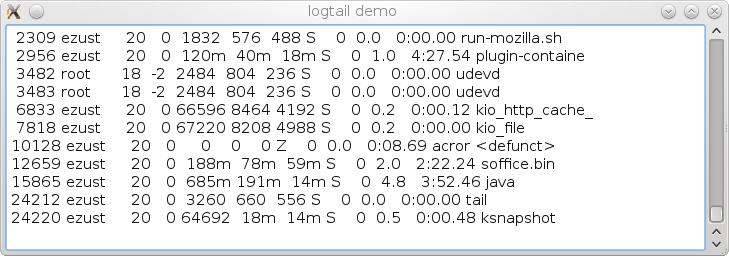 logtail demo
2309 ezust 20 0 1832 576 488 S 0 0.0 0:00.00 run-mozilla.sh
2956 ezust 20 0 120m 40m 18m S 0 1.0 4:27.54 plugin-containe
3482 root 18 -2 2484 804 236 S 0 0.0 0:00.00 udevd
3483 root 18 -2 2484 804 236 S 0 0.0 0:00.00 udevd
6833 ezust 20 0 66596 8464 4192 S 0 0.2 0:00.12 kio_http_cache_
7818 ezust 20 0 67220 8208 4988 S 0 0.2 0:00.00 kio_file
10128 ezust 20 0 0 0 0 Z 0 0.0 0:08.69 acror <defunct>
12659 ezust 20 0 188m 78m 59m S 0 2.0 2:22.24 soffice.bin
15865 ezust 20 0 685m 191m 14m S 0 4.8 3:52.46 java
24212 ezust 20 0 3260 660 556 S 0 0.0 0:00.00 tail
24220 ezust 20 0 64692 18m 14m S 0 0.5 0:00.48 ksnapshot